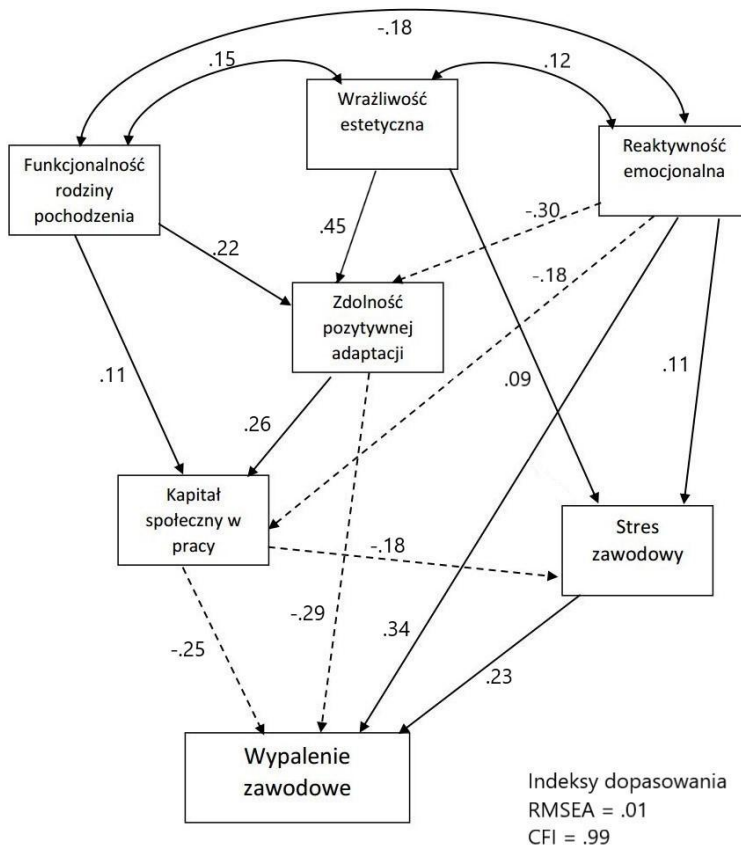 -.18
.15
.12
Wrażliwość
estetyczna
Reaktywność
emocjonalna
Funkcjonalność
rodziny
pochodzenia
-.30
.45
.22
-.18
Zdolność
pozytywnej
adaptacji
.11
.09
.11
.26
Kapitał
społeczny w
pracy
Stres
zawodowy
-.18
-.29
.34
-.25
.23
Wypalenie
zawodowe
Indeksy dopasowania
RMSEA = .01
CFI = .99